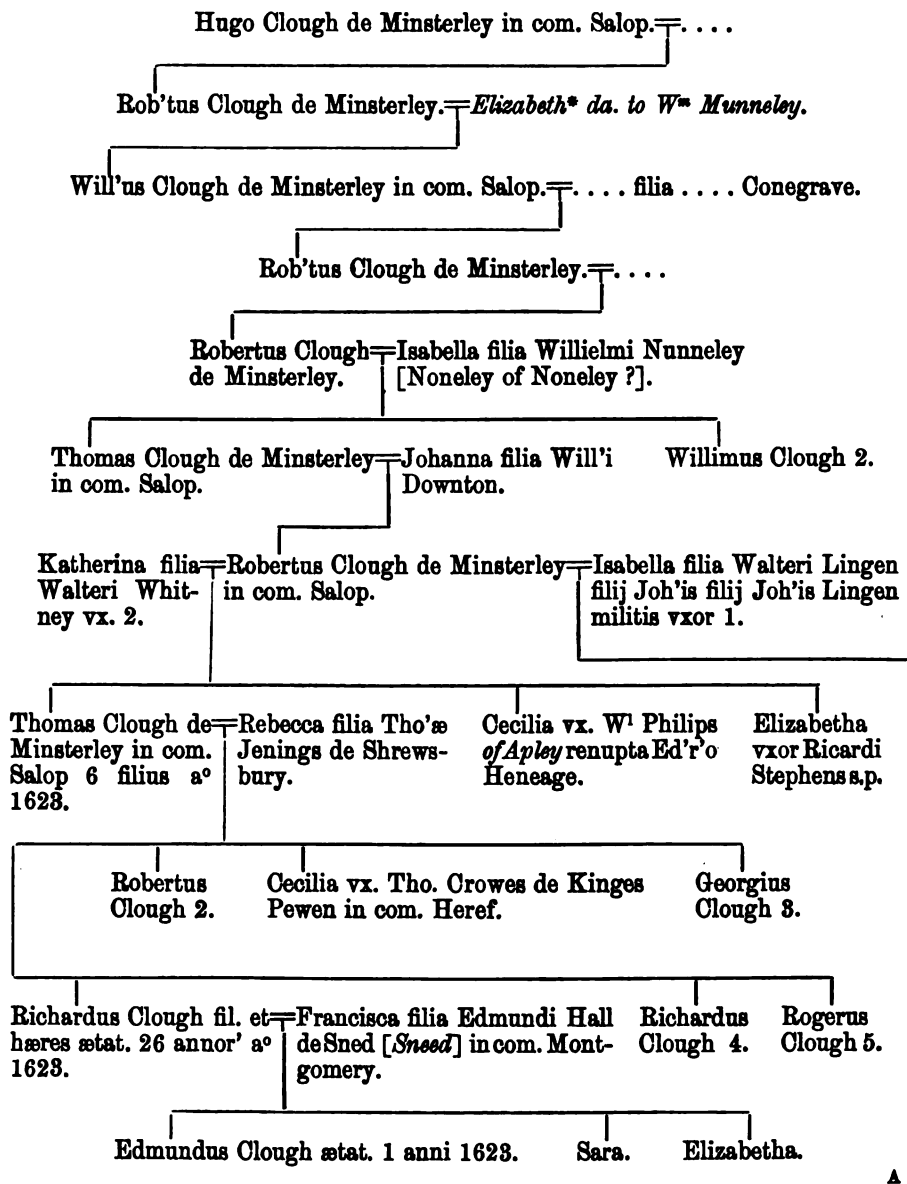 Hugo Clough de Minsterley in com. Salop.=. . . .
Rob'tus Clough de Minsterley.=Elizabeth* da. to Wᵐ Munneley.
Will'us Clough de Minsterley in com. Salop.=. . . . filia . . . . Conegrave.
Rob'tus Clough de Minsterley.=. . . .
Robertus Clough=Isabella filia Willielmi Nunneley
de Minsterley. [Noneley of Noneley ?].
Thomas Clough de Minsterley=Johanna filia Will'i
in com. Salop. Downton.
Willimus Clough 2.
Katherina filia=Robertus Clough de Minsterley=Isabella filia Walteri Lingen
Walteri Whit- in com. Salop. filij Joh'is filij Joh'is Lingen
ney vx. 2. militis vxor 1.
Thomas Clough de=Rebecca filia Tho'æ
Minsterley in com. Jenings de Shrews-
Salop 6 filius aº bury.
1623.
Cecilia vx. Wˡ Philips
of Apley renupta Ed'r'o
Heneage.
Elizabetha
vxor Ricardi
Stephens s.p.
Robertus
Clough 2.
Cecilia vx. Tho. Crowes de Kinges
Pewen in com. Heref.
Georgius
Clough 3.
Richardus Clough fil. et=Francisca filia Edmundi Hall
hæres ætat. 26 annor' aº de Sned [Sneed] in com. Mont-
1623. gomery.
Richardus
Clough 4.
Rogerus
Clough 5.
Edmundus Clough ætat. 1 anni 1623. Sara. Elizabetha.
A